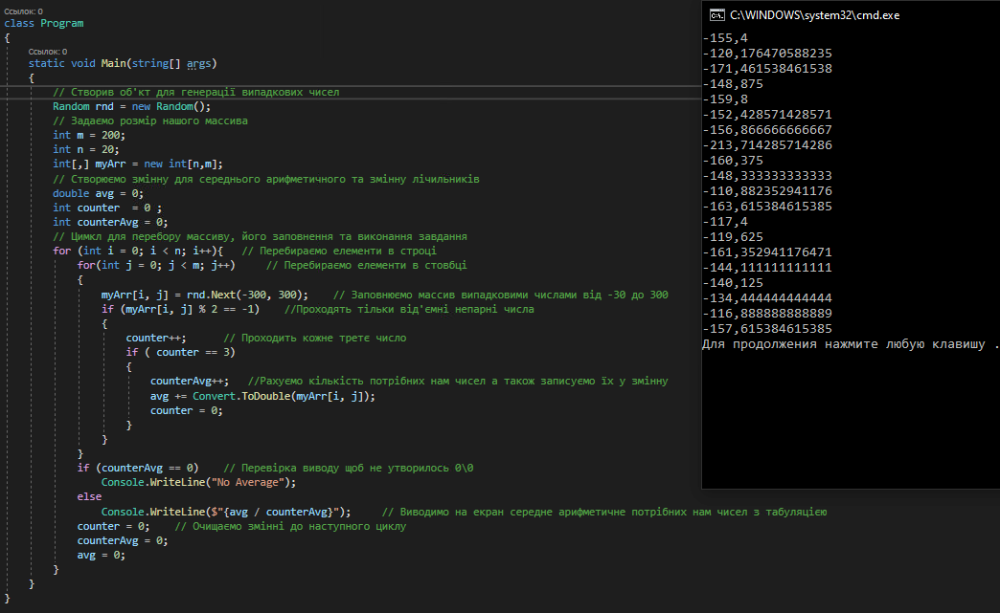 Ссылок: 0
class Program
{
Ссылок: 0
static void Main(string[] args)
{
// Створив об'кт для генерації випадкових чисел
Random rnd = new Random();
// Задаємо розмір нашого массива
int m = 200;
int n = 20;
int[,] myArr = new int[n,m];
// Створюємо змінну для середнього арифметичного та змінну лічильників
double avg = 0;
int counter  = 0 ;
int counterAvg = 0;
// Цимкл для перебору массиву, його заповнення та виконання завдання
for (int i = 0; i < n; i++){   // Перебираємо елементи в строці
for(int j = 0; j < m; j++)     // Перебираємо елементи в стовбці
{
myArr[i, j] = rnd.Next(-300, 300);    // Заповнюємо массив випадковими числами від -30 до 300
if (myArr[i, j] % 2 == -1)    //Проходять тільки від'ємні непарні числа
{
counter++;      // Проходить кожне третє число
if ( counter == 3)
{
counterAvg++;   //Рахуємо кількість потрібних нам чисел а також записуємо їх у змінну
avg += Convert.ToDouble(myArr[i, j]);
counter = 0;
}
}
}
if (counterAvg == 0)    // Перевірка виводу щоб не утворилось 0\0
Console.WriteLine("No Average");
else
Console.WriteLine($"{avg / counterAvg}");     // Виводимо на екран середне арифметичне потрібних нам чисел з табуляцією
counter = 0;    // Очищаємо змінні до наступного циклу
counterAvg = 0;
avg = 0;
}
}
}
C:\WINDOWS\system32\cmd.exe
-155,4
-120,176470588235
-171,461538461538
-148,875
-159,8
-152,428571428571
-156,866666666667
-213,714285714286
-160,375
-148,333333333333
-110,882352941176
-163,615384615385
-117,4
-119,625
-161,352941176471
-144,111111111111
-140,125
-134,444444444444
-116,888888888889
-157,615384615385
Для продолжения нажмите любую клавишу .